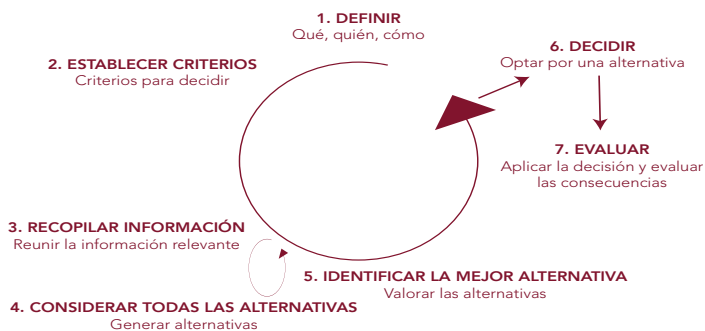 1. DEFINIR
Qué, quién, cómo
2. ESTABLECER CRITERIOS
Criterios para decidir
3. RECOPILAR INFORMACIÓN
Reunir la información relevante
4. CONSIDERAR TODAS LAS ALTERNATIVAS
Generar alternativas
5. IDENTIFICAR LA MEJOR ALTERNATIVA
Valorar las alternativas
6. DECIDIR
Optar por una alternativa
7. EVALUAR
Aplicar la decisión y evaluar
las consecuencias